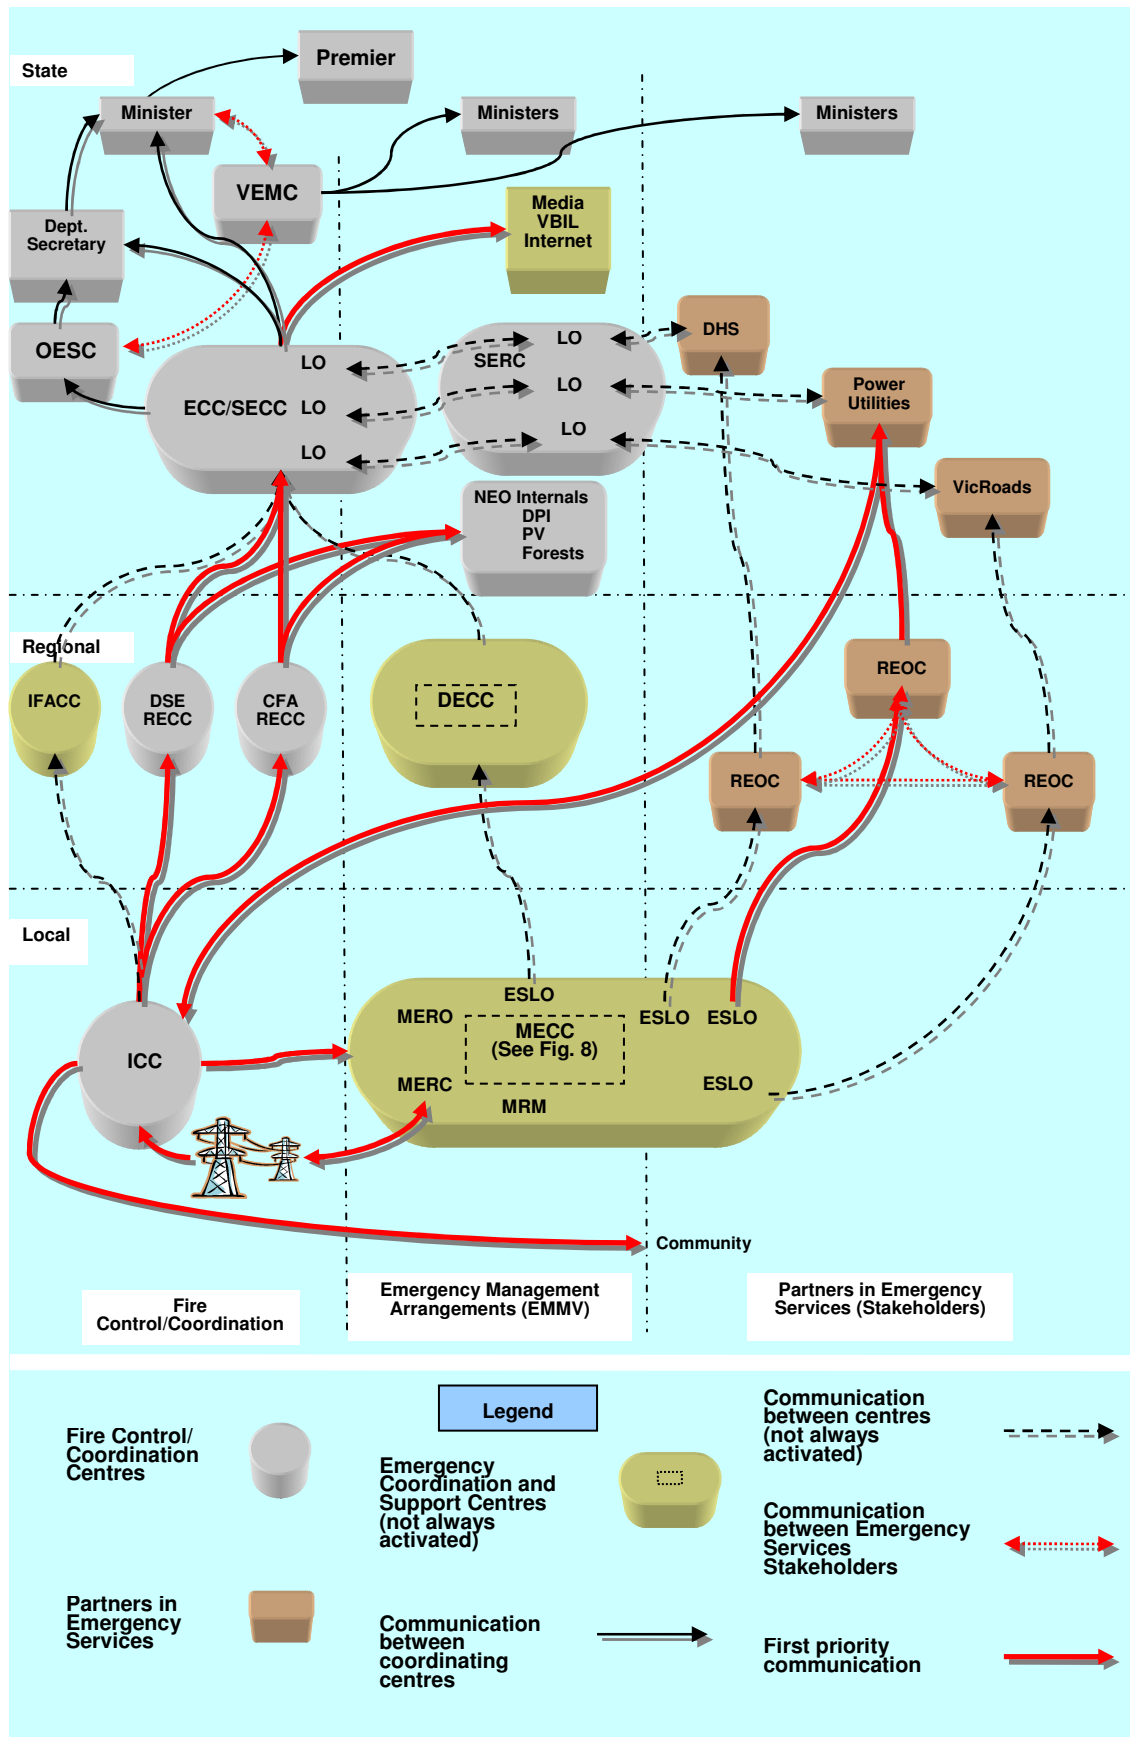 State
Premier
Minister
Ministers
Ministers
VEMC
Media
VBIL
Internet
Dept.
Secretary
OESC
DHS
LO
SERC
LO
ECC/SECC
LO
LO
LO
LO
Power
Utilities
VicRoads
NEO Internals
DPI
PV
Forests
Regional
IFACC
DSE
RECC
CFA
RECC
DECC
REOC
REOC
REOC
Local
ESLO
MERO
MECC
(See Fig. 8)
ESLO
ESLO
ICC
MERC
ESLO
MRM
Community
Fire
Control/Coordination
Emergency Management
Arrangements (EMMV)
Partners in Emergency
Services (Stakeholders)
Legend
Fire Control/
Coordination
Centres
Emergency
Coordination and
Support Centres
(not always
activated)
Communication
between centres
(not always
activated)
Communication
between Emergency
Services
Stakeholders
Partners in
Emergency
Services
Communication
between
coordinating
centres
First priority
communication